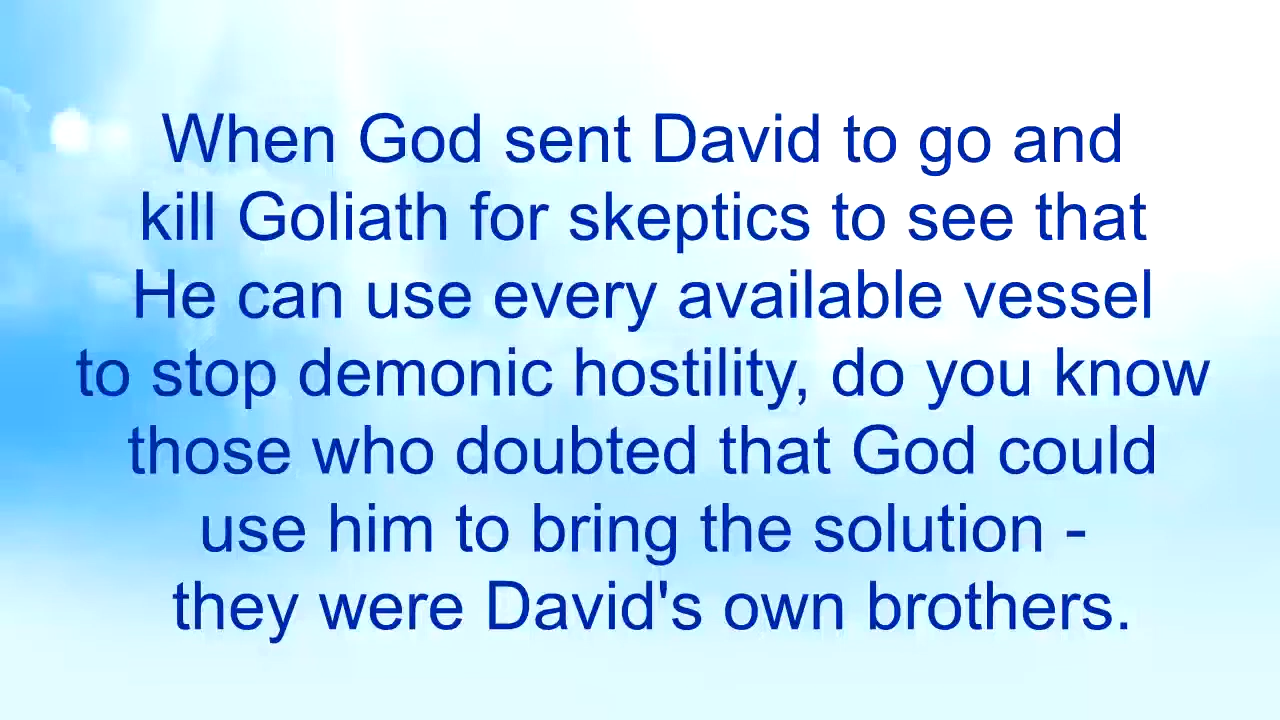 When God sent David to go and
kill Goliath for skeptics to see that
He can use every available vessel
to stop demonic hostility, do you know
those who doubted that God could
use him to bring the solution -
they were David's own brothers.